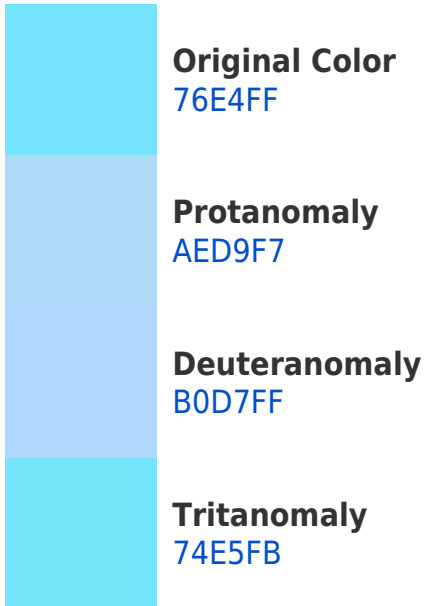 Original Color
76E4FF
Protanomaly
AED9F7
Deuteranomaly
B0D7FF
Tritanomaly
74E5FB